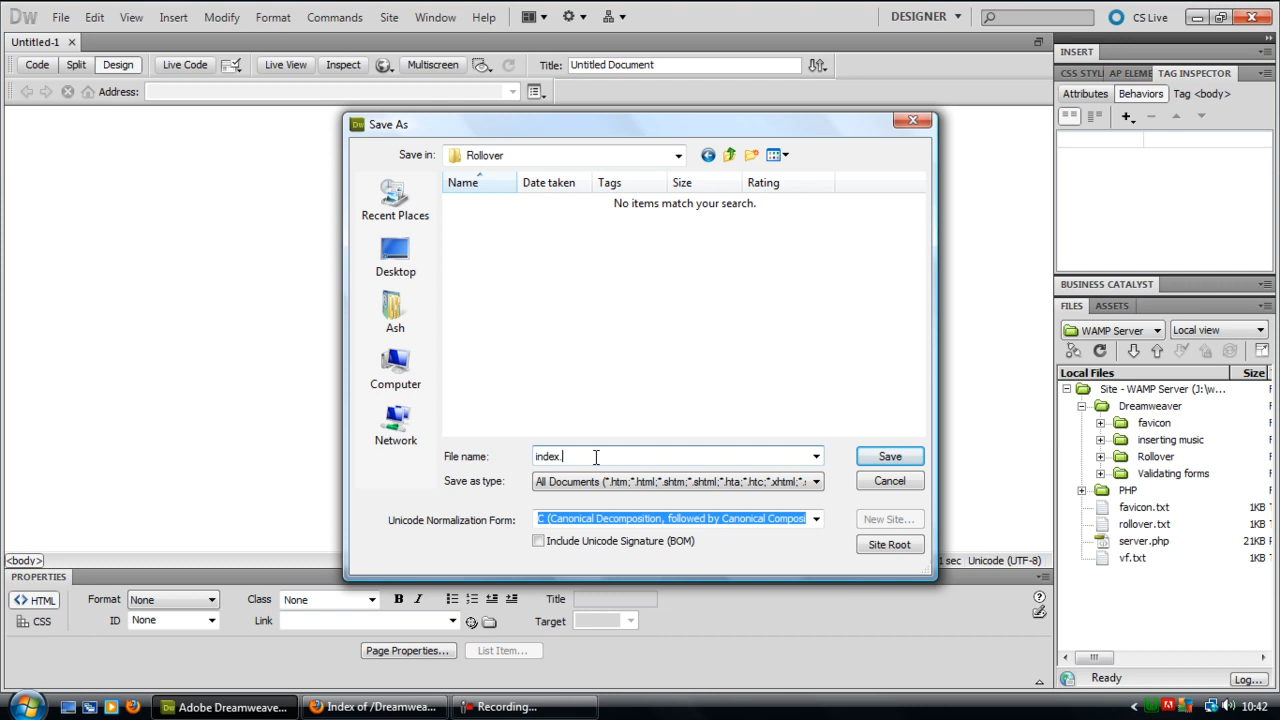 Dw File Edit View Insert Modify Format Commands Site Window Help DESIGNER CS Live
Untitled-1
Code Split Design Live Code Live View Inspect Multiscreen Title: Untitled Document
Address:
INSERT
CSS STYL AP ELEME TAG INSPECTOR
Attributes Behaviors Tag <body>
BUSINESS CATALYST
FILES ASSETS
WAMP Server Local view
Local Files Size
Site - WAMP Server (J:\w...
Dreamweaver
favicon
inserting music
Rollover
Validating forms
PHP
favicon.txt 1KB
rollover.txt 1KB
server.php 21KB
vf.txt 1KB
Ready Log...
Dw Save As
Save in: Rollover
Name Date taken Tags Size Rating
No items match your search.
Recent Places
Desktop
Ash
Computer
Network
File name: index. Save
Save as type: All Documents (*.htm;*.html;*.shtm;*.shtml;*.hta;*.htc;*.xhtml;*. Cancel
Unicode Normalization Form: C (Canonical Decomposition, followed by Canonical Composi New Site...
Include Unicode Signature (BOM) Site Root
<body> 1 sec Unicode (UTF-8)
PROPERTIES
<> HTML Format None Class None B I Title
CSS ID None Link Target
Page Properties... List Item...
Dw Adobe Dreamweave... Index of /Dreamwe... Recording... 10:42